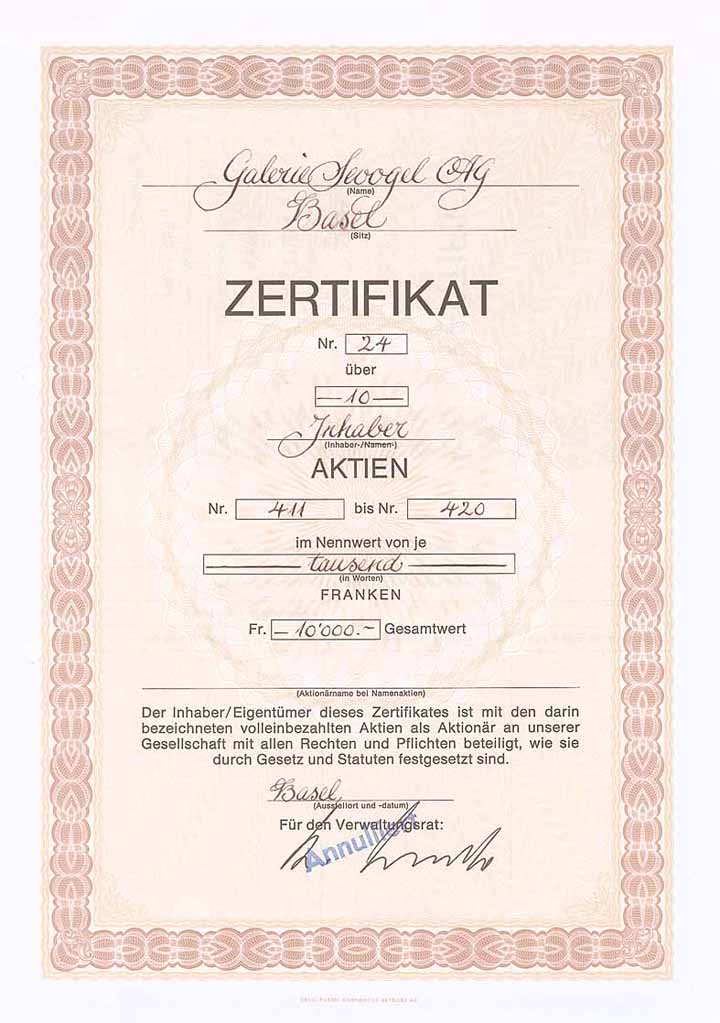 Galerie Sevogel AG
(Name)
Basel
(Sitz)
ZERTIFIKAT
Nr. 24
über
—10—
Inhaber
(Inhaber-/Namen-)
AKTIEN
Nr. 411 bis Nr. 420
im Nennwert von je
tausend
(in Worten)
FRANKEN
Fr. —10'000.– Gesamtwert
(Aktionärname bei Namenaktien)
Der Inhaber/Eigentümer dieses Zertifikates ist mit den darin
bezeichneten volleinbezahlten Aktien als Aktionär an unserer
Gesellschaft mit allen Rechten und Pflichten beteiligt, wie sie
durch Gesetz und Statuten festgesetzt sind.
Basel,
(Ausstellort und -datum)
Für den Verwaltungsrat:
Annulliert